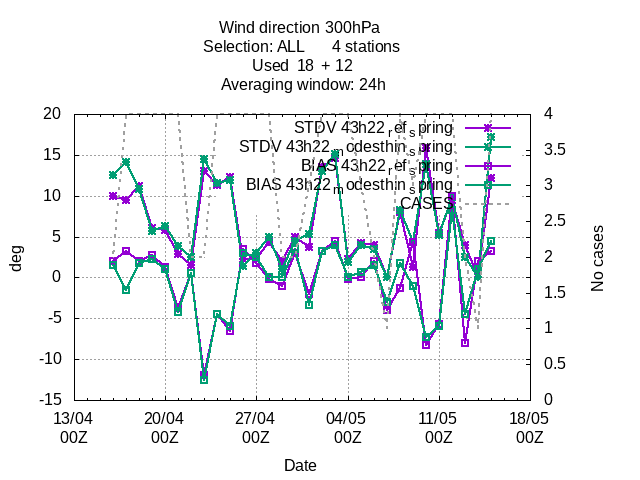 Wind direction 300hPa
Selection: ALL 4 stations
Used 18 + 12
Averaging window: 24h
STDV 43h22_ref_spring
STDV 43h22_modesthin_spring
BIAS 43h22_ref_spring
BIAS 43h22_modesthin_spring
CASES
deg
20
15
10
5
0
-5
-10
-15
No cases
4
3.5
3
2.5
2
1.5
1
0.5
0
13/04 20/04 27/04 04/05 11/05 18/05
00Z 00Z 00Z 00Z 00Z 00Z
Date